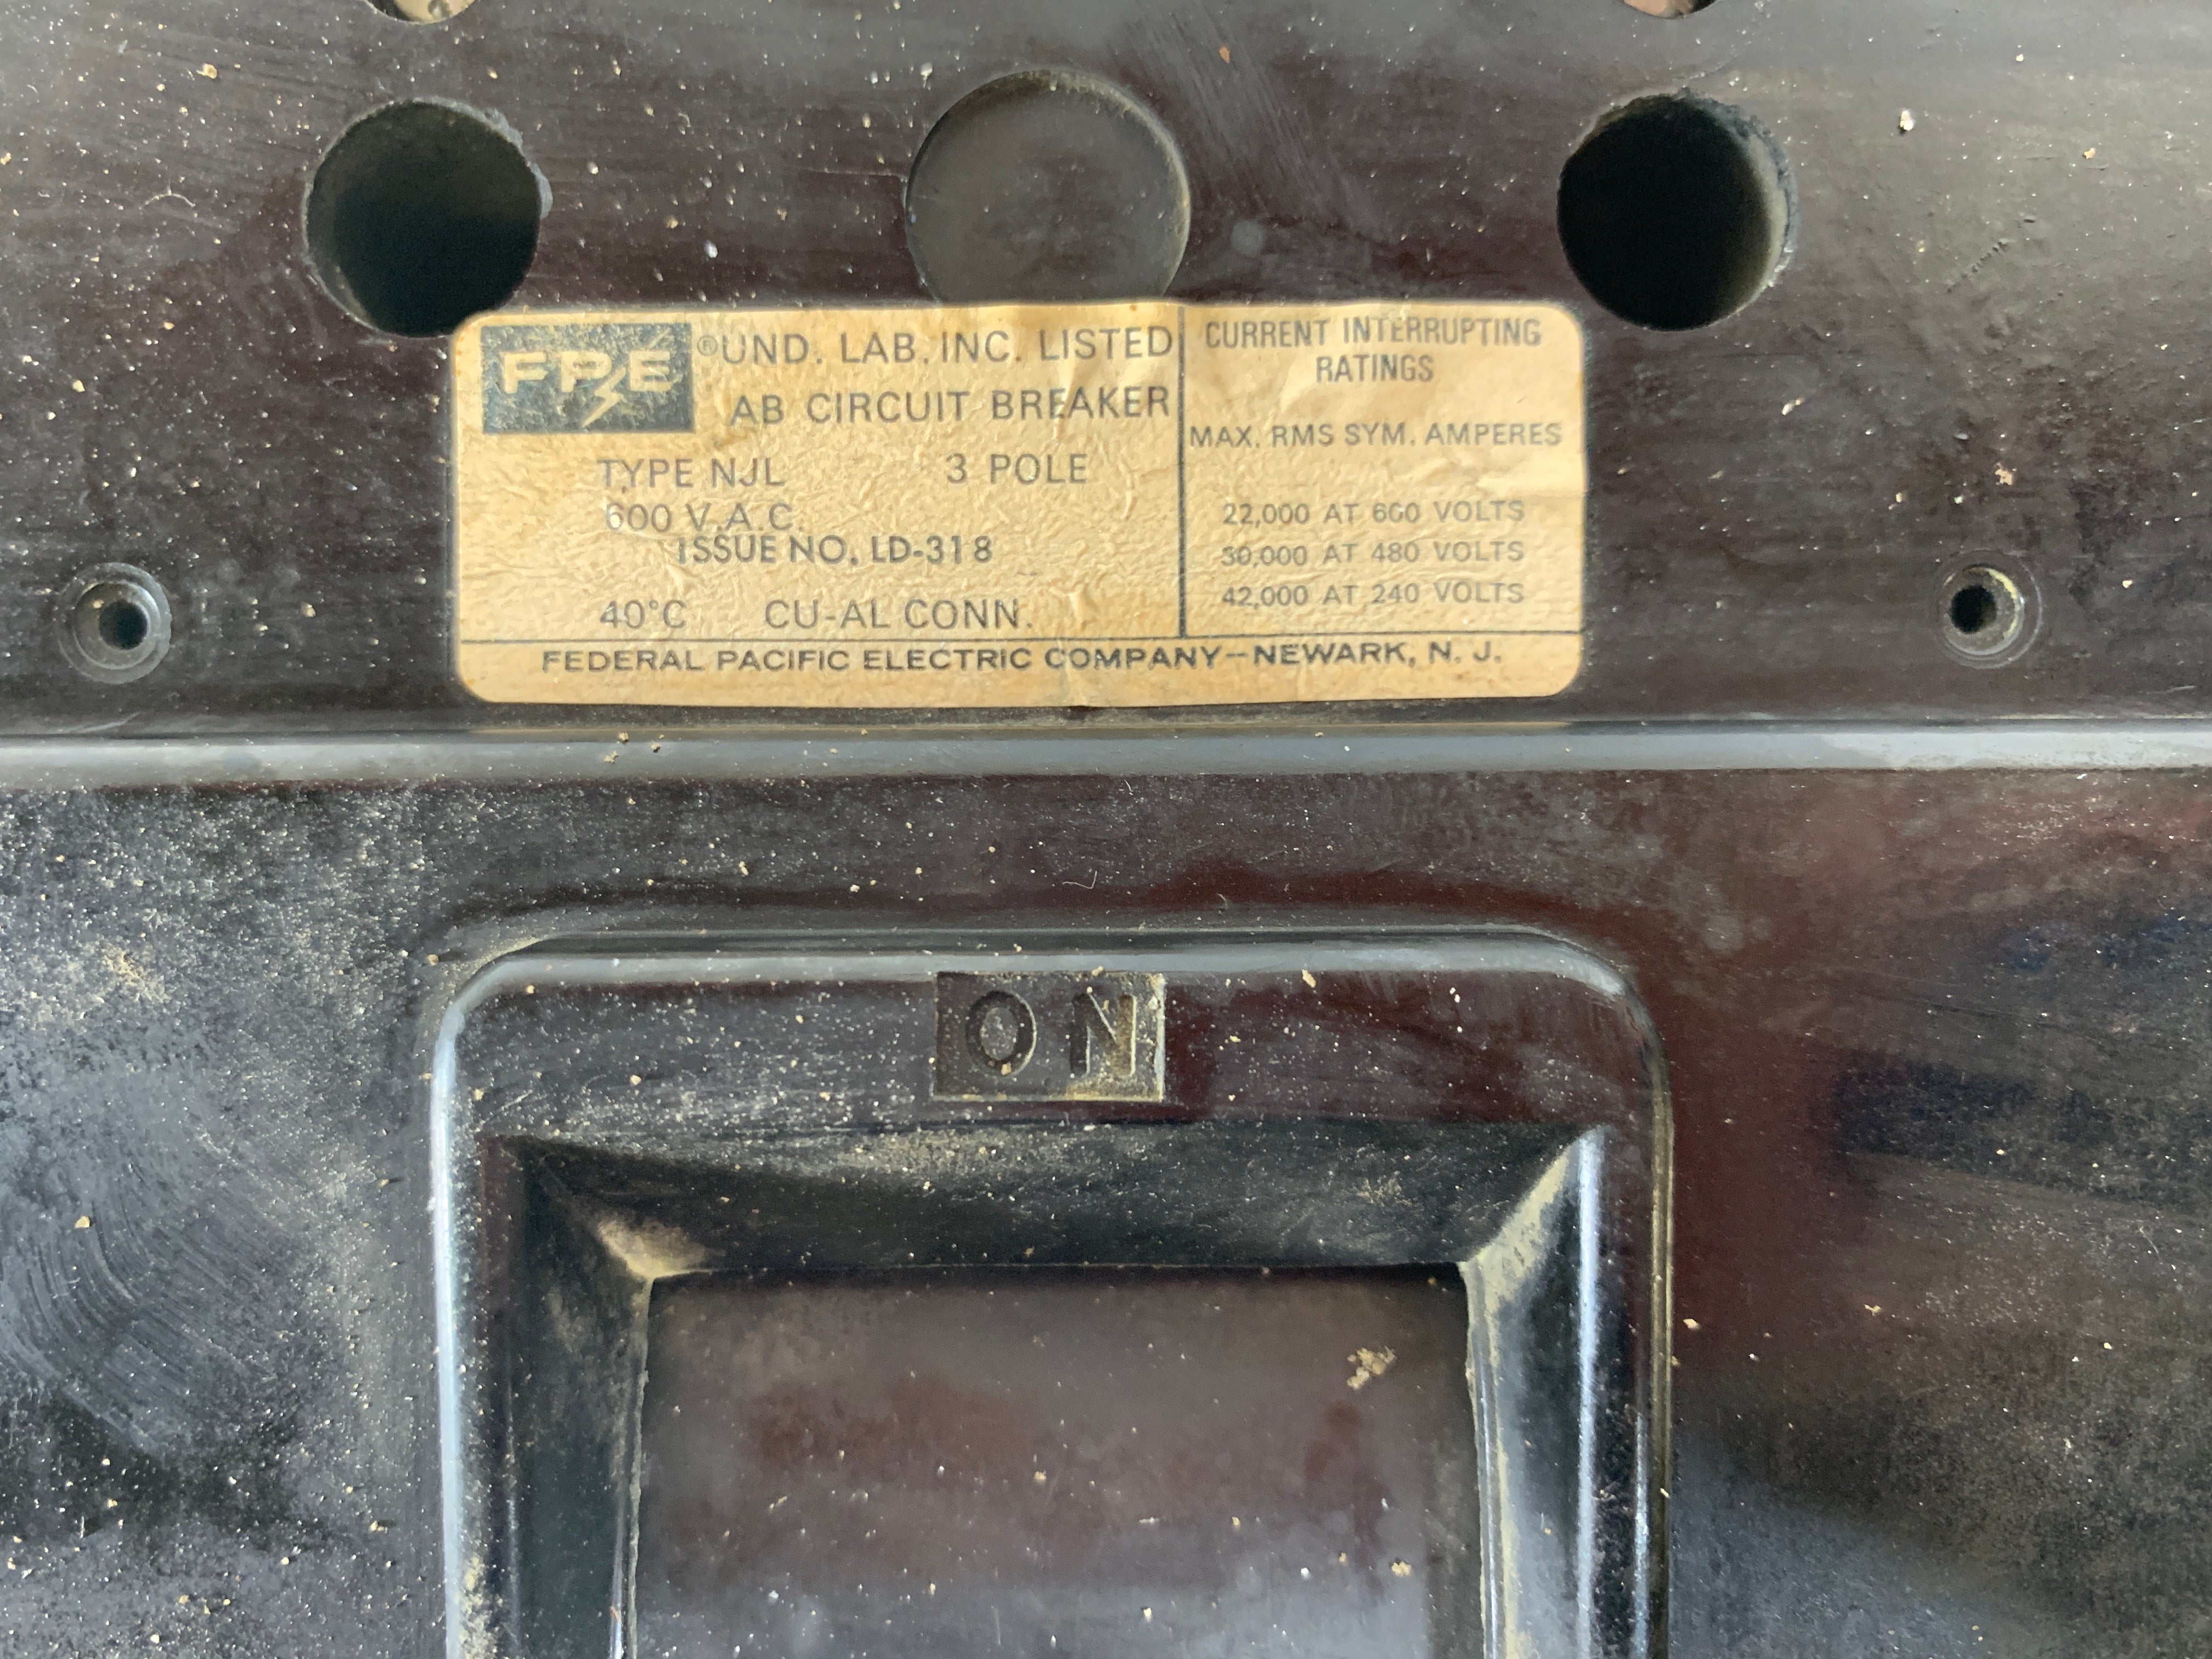 FPE ®UND. LAB. INC. LISTED
AB CIRCUIT BREAKER
TYPE NJL 3 POLE
600 V.A.C.
ISSUE NO. LD-318
40°C CU-AL CONN.
CURRENT INTERRUPTING
RATINGS
MAX. RMS SYM. AMPERES
22,000 AT 600 VOLTS
30,000 AT 480 VOLTS
42,000 AT 240 VOLTS
FEDERAL PACIFIC ELECTRIC COMPANY—NEWARK, N. J.
ON